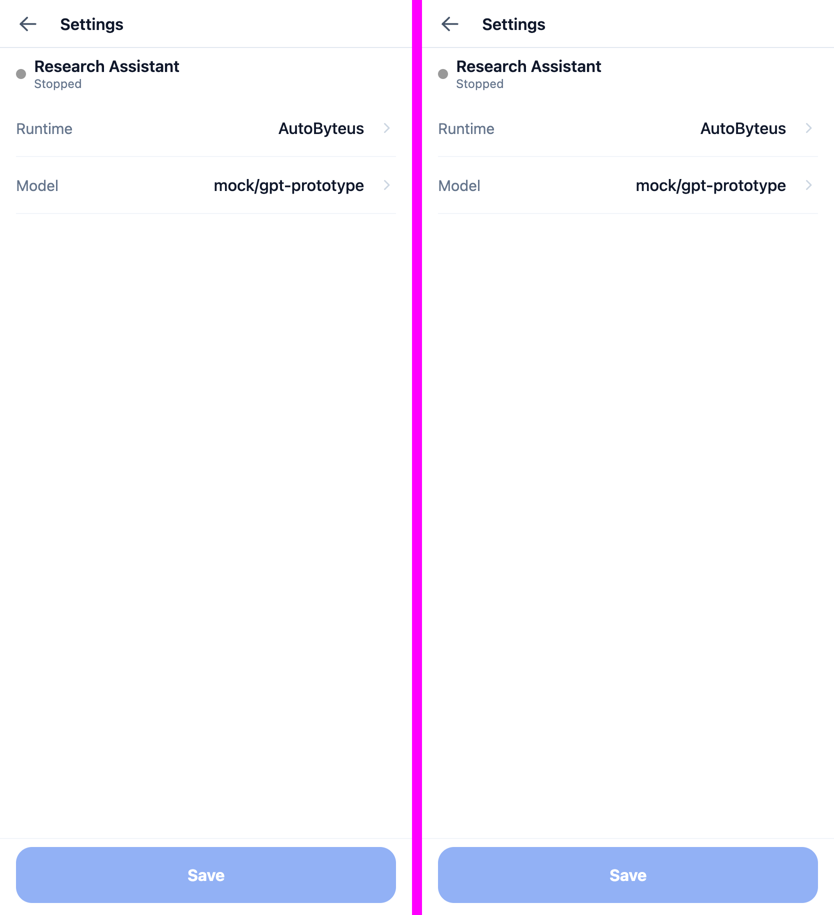 Settings
Research Assistant
Stopped
Runtime AutoByteus
Model mock/gpt-prototype
Save
Settings
Research Assistant
Stopped
Runtime AutoByteus
Model mock/gpt-prototype
Save